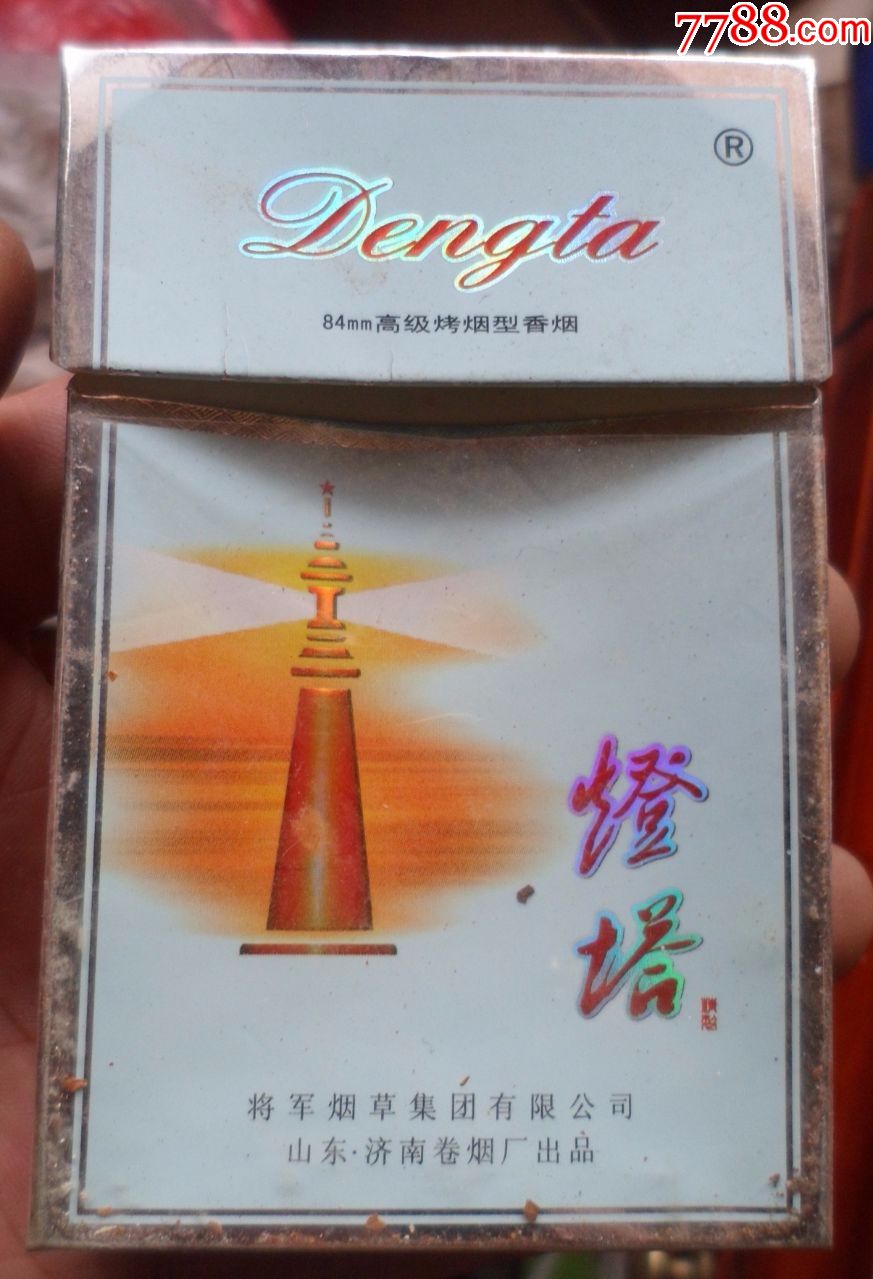 7788.com
®
Dengta
84mm高级烤烟型香烟
燈塔
将军烟草集团有限公司
山东·济南卷烟厂出品